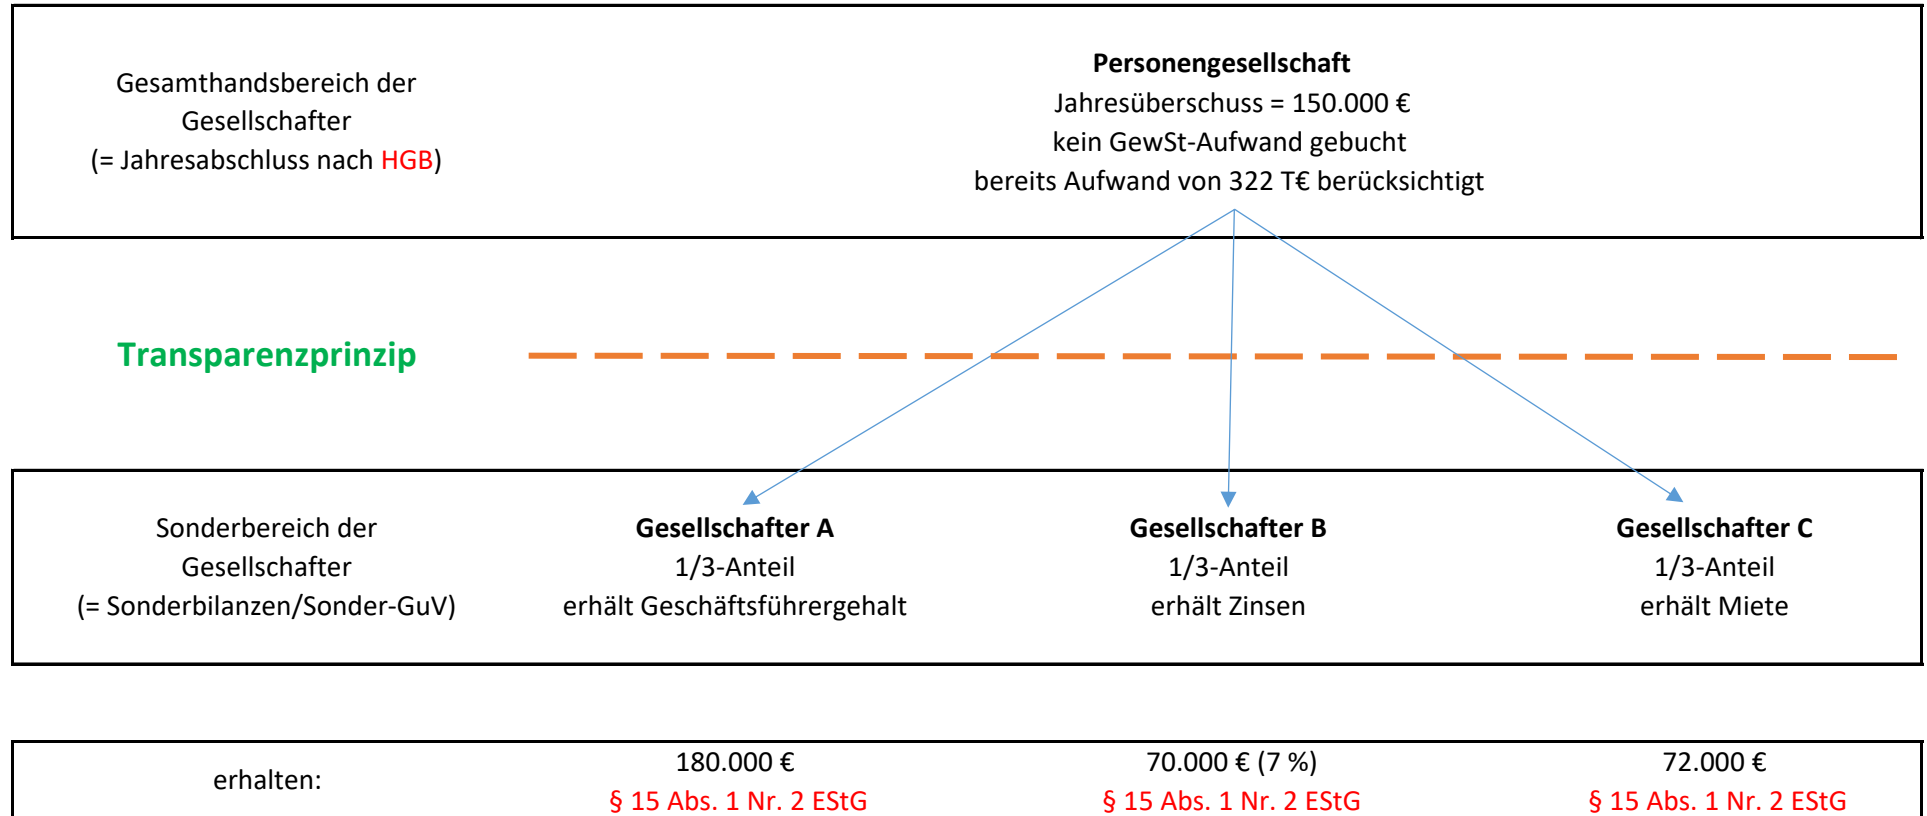 Gesamthandsbereich der
Gesellschafter
(= Jahresabschluss nach HGB)
Personengesellschaft
Jahresüberschuss = 150.000 €
kein GewSt-Aufwand gebucht
bereits Aufwand von 322 T€ berücksichtigt
Transparenzprinzip
Sonderbereich der
Gesellschafter
(= Sonderbilanzen/Sonder-GuV)
Gesellschafter A
1/3-Anteil
erhält Geschäftsführergehalt
Gesellschafter B
1/3-Anteil
erhält Zinsen
Gesellschafter C
1/3-Anteil
erhält Miete
erhalten:
180.000 €
§ 15 Abs. 1 Nr. 2 EStG
70.000 € (7 %)
§ 15 Abs. 1 Nr. 2 EStG
72.000 €
§ 15 Abs. 1 Nr. 2 EStG